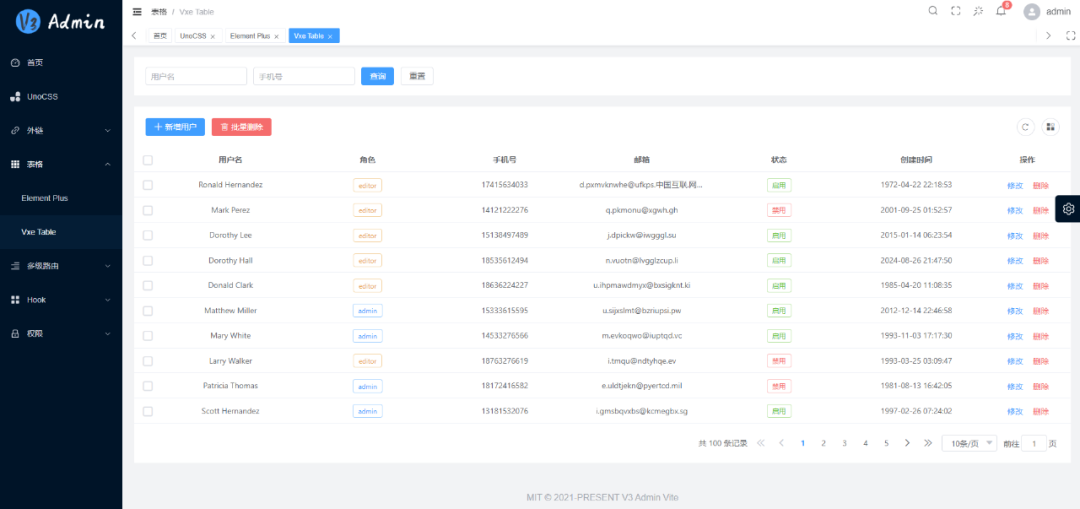 V3 Admin
首页
UnoCSS
外链
表格
Element Plus
Vxe Table
多级路由
Hook
权限
表格 / Vxe Table
8 admin
首页 UnoCSS × Element Plus × Vxe Table ×
用户名 手机号 查询 重置
+ 新增用户 批量删除
用户名 角色 手机号 邮箱 状态 创建时间 操作
Ronald Hernandez editor 17415634033 d.pxmvknwhe@ufkps.中国互联.网... 启用 1972-04-22 22:18:53 修改 删除
Mark Perez editor 14121222276 q.pkmonu@xgwh.gh 禁用 2001-09-25 01:52:57 修改 删除
Dorothy Lee editor 15138497489 j.dpickw@iwgggl.su 启用 2015-01-14 06:23:54 修改 删除
Dorothy Hall editor 18535612494 n.vuotn@lvgglzcup.li 启用 2024-08-26 21:47:50 修改 删除
Donald Clark editor 18636224227 u.ihpmawdmyx@bxsigknt.ki 启用 1985-04-20 11:08:35 修改 删除
Matthew Miller admin 15333615595 u.sijxslmt@bzriupsi.pw 启用 2012-12-14 22:46:58 修改 删除
Mary White admin 14533276566 m.evkoqwo@iuptqd.vc 启用 1993-11-03 17:17:30 修改 删除
Larry Walker editor 18763276619 i.tmqu@ndtyhqe.ev 禁用 1993-03-25 03:09:47 修改 删除
Patricia Thomas admin 18172416582 e.uldtjekn@pyertcd.mil 禁用 1981-08-13 16:42:05 修改 删除
Scott Hernandez admin 13181532076 i.gmsbqvxbs@kcmegbx.sg 启用 1997-02-26 07:24:02 修改 删除
共 100 条记录 1 2 3 4 5 10条/页 前往 1 页
MIT © 2021-PRESENT V3 Admin Vite